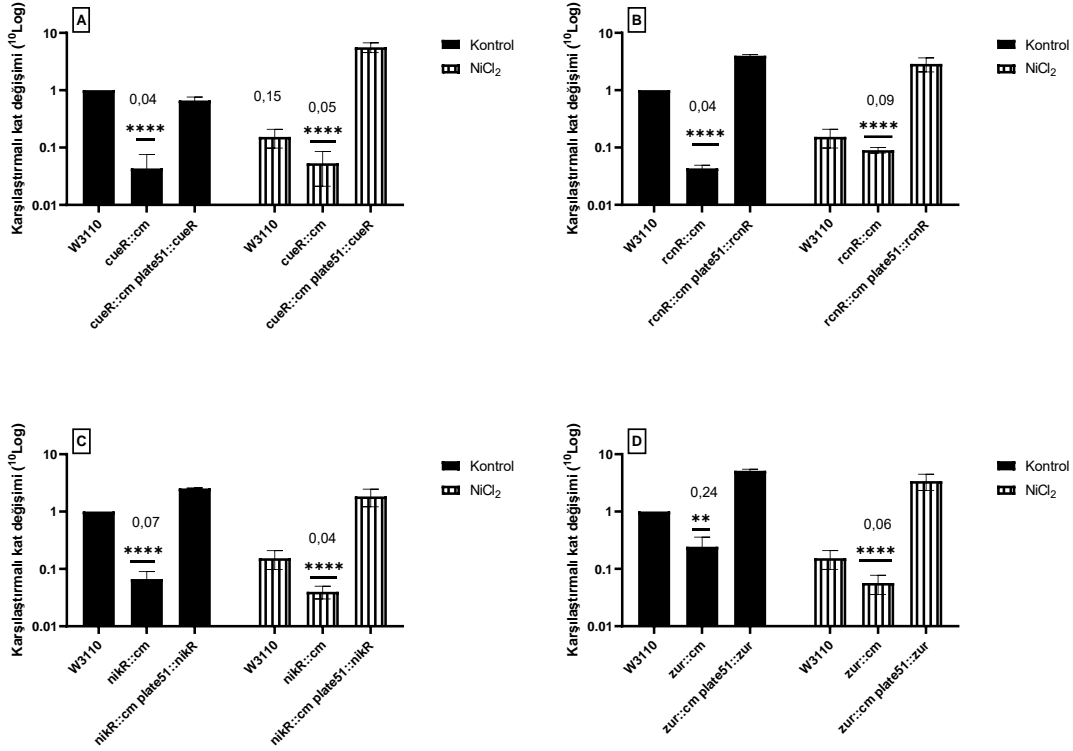 A
Karşılaştırmalı kat değişimi (¹⁰Log)
10
1
0.1
0.01
0,04
****
0,15
0,05
****
W3110
cueR::cm
cueR::cm plate51::cueR
W3110
cueR::cm
cueR::cm plate51::cueR
Kontrol
NiCl₂
B
Karşılaştırmalı kat değişimi (¹⁰Log)
10
1
0.1
0.01
0,04
****
0,09
****
W3110
rcnR::cm
rcnR::cm plate51::rcnR
W3110
rcnR::cm
rcnR::cm plate51::rcnR
Kontrol
NiCl₂
C
Karşılaştırmalı kat değişimi (¹⁰Log)
10
1
0.1
0.01
0,07
****
0,04
****
W3110
nikR::cm
nikR::cm plate51::nikR
W3110
nikR::cm
nikR::cm plate51::nikR
Kontrol
NiCl₂
D
Karşılaştırmalı kat değişimi (¹⁰Log)
10
1
0.1
0.01
0,24
**
0,06
****
W3110
zur::cm
zur::cm plate51::zur
W3110
zur::cm
zur::cm plate51::zur
Kontrol
NiCl₂